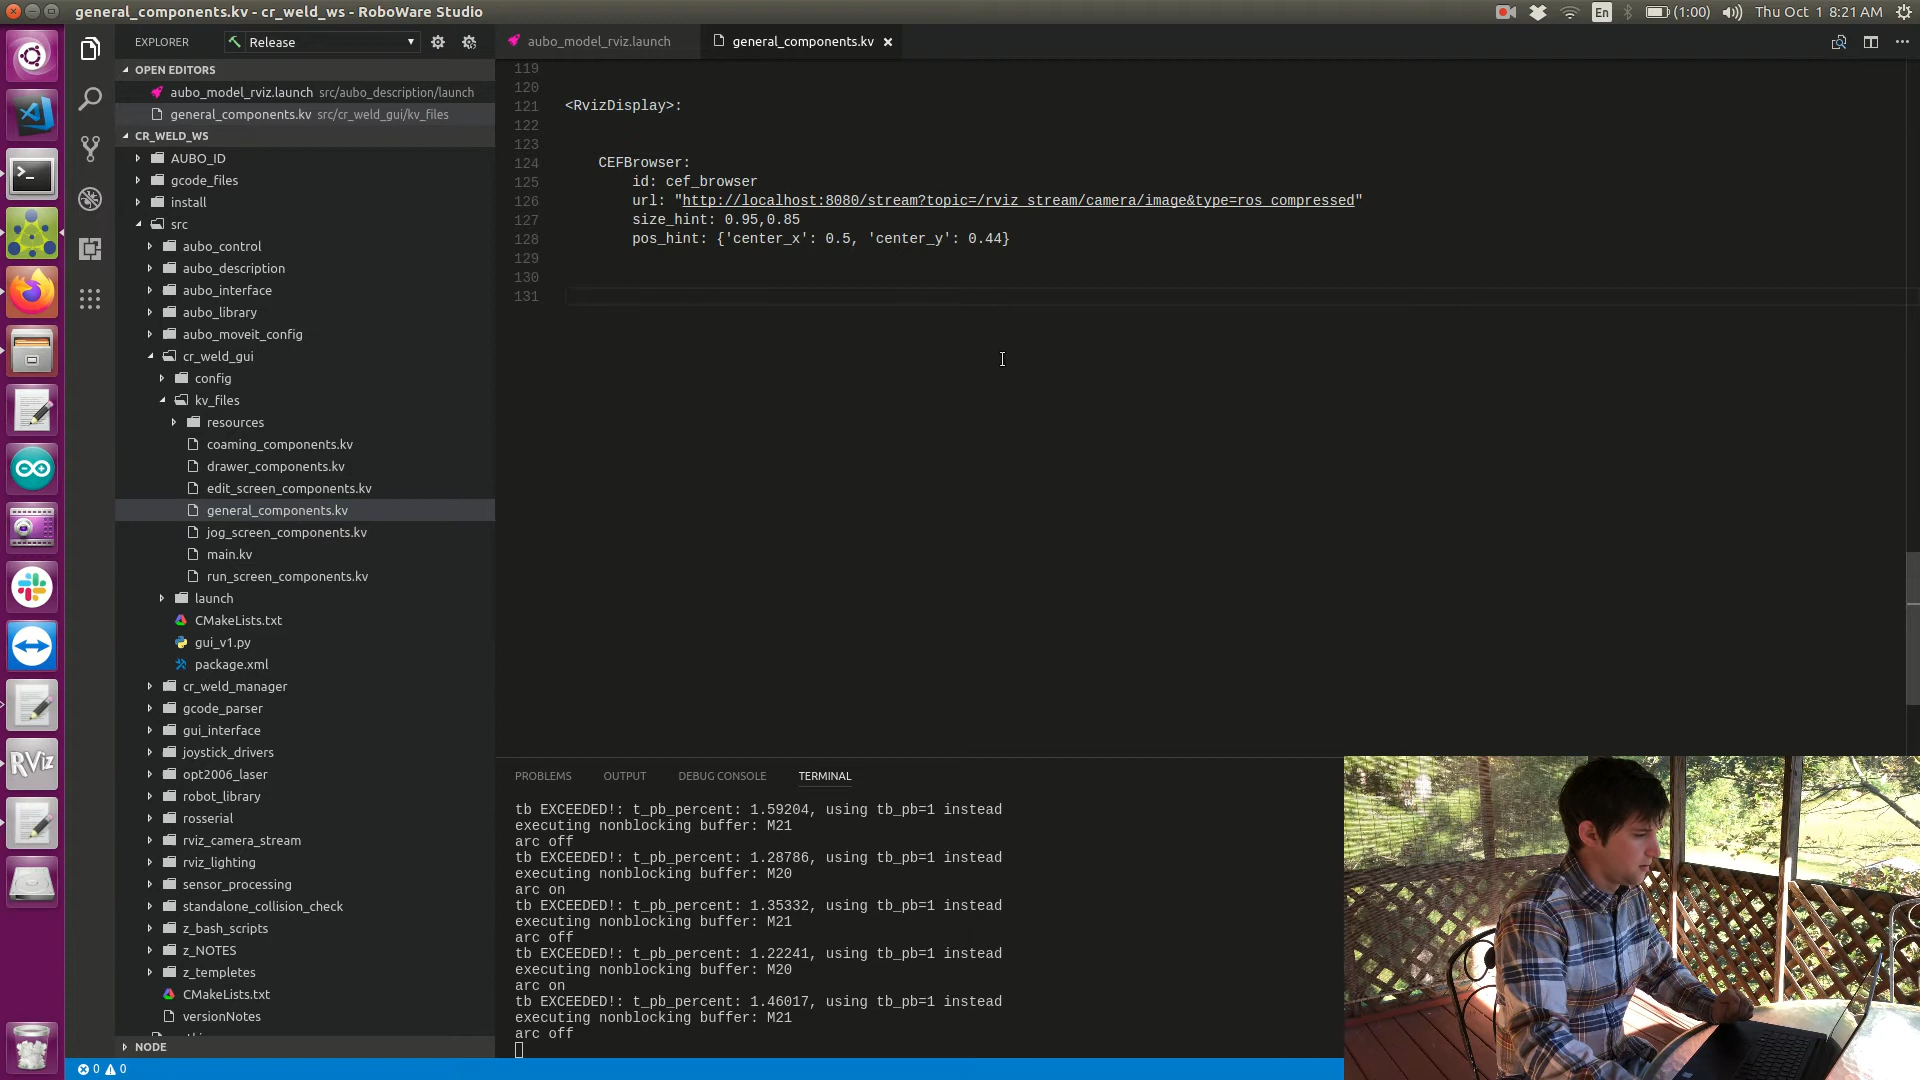 general_components.kv - cr_weld_ws - RoboWare Studio
En
(1:00)
Thu Oct 1 8:21 AM
EXPLORER
Release
aubo_model_rviz.launch
general_components.kv
OPEN EDITORS
aubo_model_rviz.launch src/aubo_description/launch
general_components.kv src/cr_weld_gui/kv_files
CR_WELD_WS
AUBO_ID
gcode_files
install
src
aubo_control
aubo_description
aubo_interface
aubo_library
aubo_moveit_config
cr_weld_gui
config
kv_files
resources
coaming_components.kv
drawer_components.kv
edit_screen_components.kv
general_components.kv
jog_screen_components.kv
main.kv
run_screen_components.kv
launch
CMakeLists.txt
gui_v1.py
package.xml
cr_weld_manager
gcode_parser
gui_interface
joystick_drivers
opt2006_laser
robot_library
rosserial
rviz_camera_stream
rviz_lighting
sensor_processing
standalone_collision_check
z_bash_scripts
z_NOTES
z_templetes
CMakeLists.txt
versionNotes
NODE
0 0
RViz
119
120
121 <RvizDisplay>:
122
123
124 CEFBrowser:
125 id: cef_browser
126 url: "http://localhost:8080/stream?topic=/rviz_stream/camera/image&type=ros_compressed"
127 size_hint: 0.95,0.85
128 pos_hint: {'center_x': 0.5, 'center_y': 0.44}
129
130
131
PROBLEMS OUTPUT DEBUG CONSOLE TERMINAL
tb EXCEEDED!: t_pb_percent: 1.59204, using tb_pb=1 instead
executing nonblocking buffer: M21
arc off
tb EXCEEDED!: t_pb_percent: 1.28786, using tb_pb=1 instead
executing nonblocking buffer: M20
arc on
tb EXCEEDED!: t_pb_percent: 1.35332, using tb_pb=1 instead
executing nonblocking buffer: M21
arc off
tb EXCEEDED!: t_pb_percent: 1.22241, using tb_pb=1 instead
executing nonblocking buffer: M20
arc on
tb EXCEEDED!: t_pb_percent: 1.46017, using tb_pb=1 instead
executing nonblocking buffer: M21
arc off